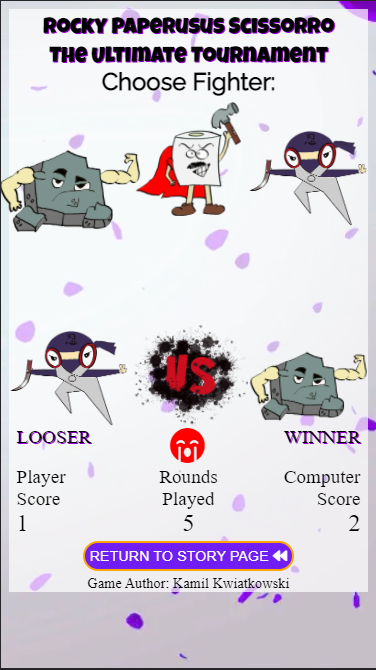 Rocky Paperusus Scissorro
The Ultimate Tournament
Choose Fighter:
VS
LOOSER
WINNER
Player
Score
1
Rounds
Played
5
Computer
Score
2
RETURN TO STORY PAGE
Game Author: Kamil Kwiatkowski